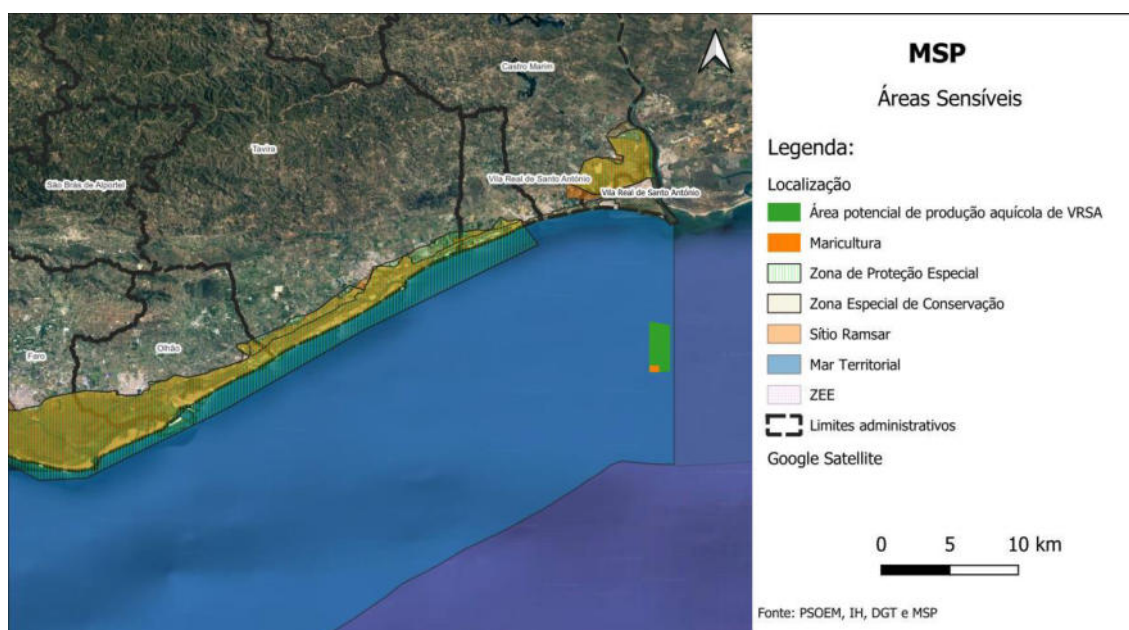 Castro Marim
Tavira
São Brás de Alportel
Vila Real de Santo António
Vila Real de Santo António
Olhão
Faro
MSP
Áreas Sensíveis
Legenda:
Localização
Área potencial de produção aquícola de VRSA
Maricultura
Zona de Proteção Especial
Zona Especial de Conservação
Sítio Ramsar
Mar Territorial
ZEE
Limites administrativos
Google Satellite
0 5 10 km
Fonte: PSOEM, IH, DGT e MSP